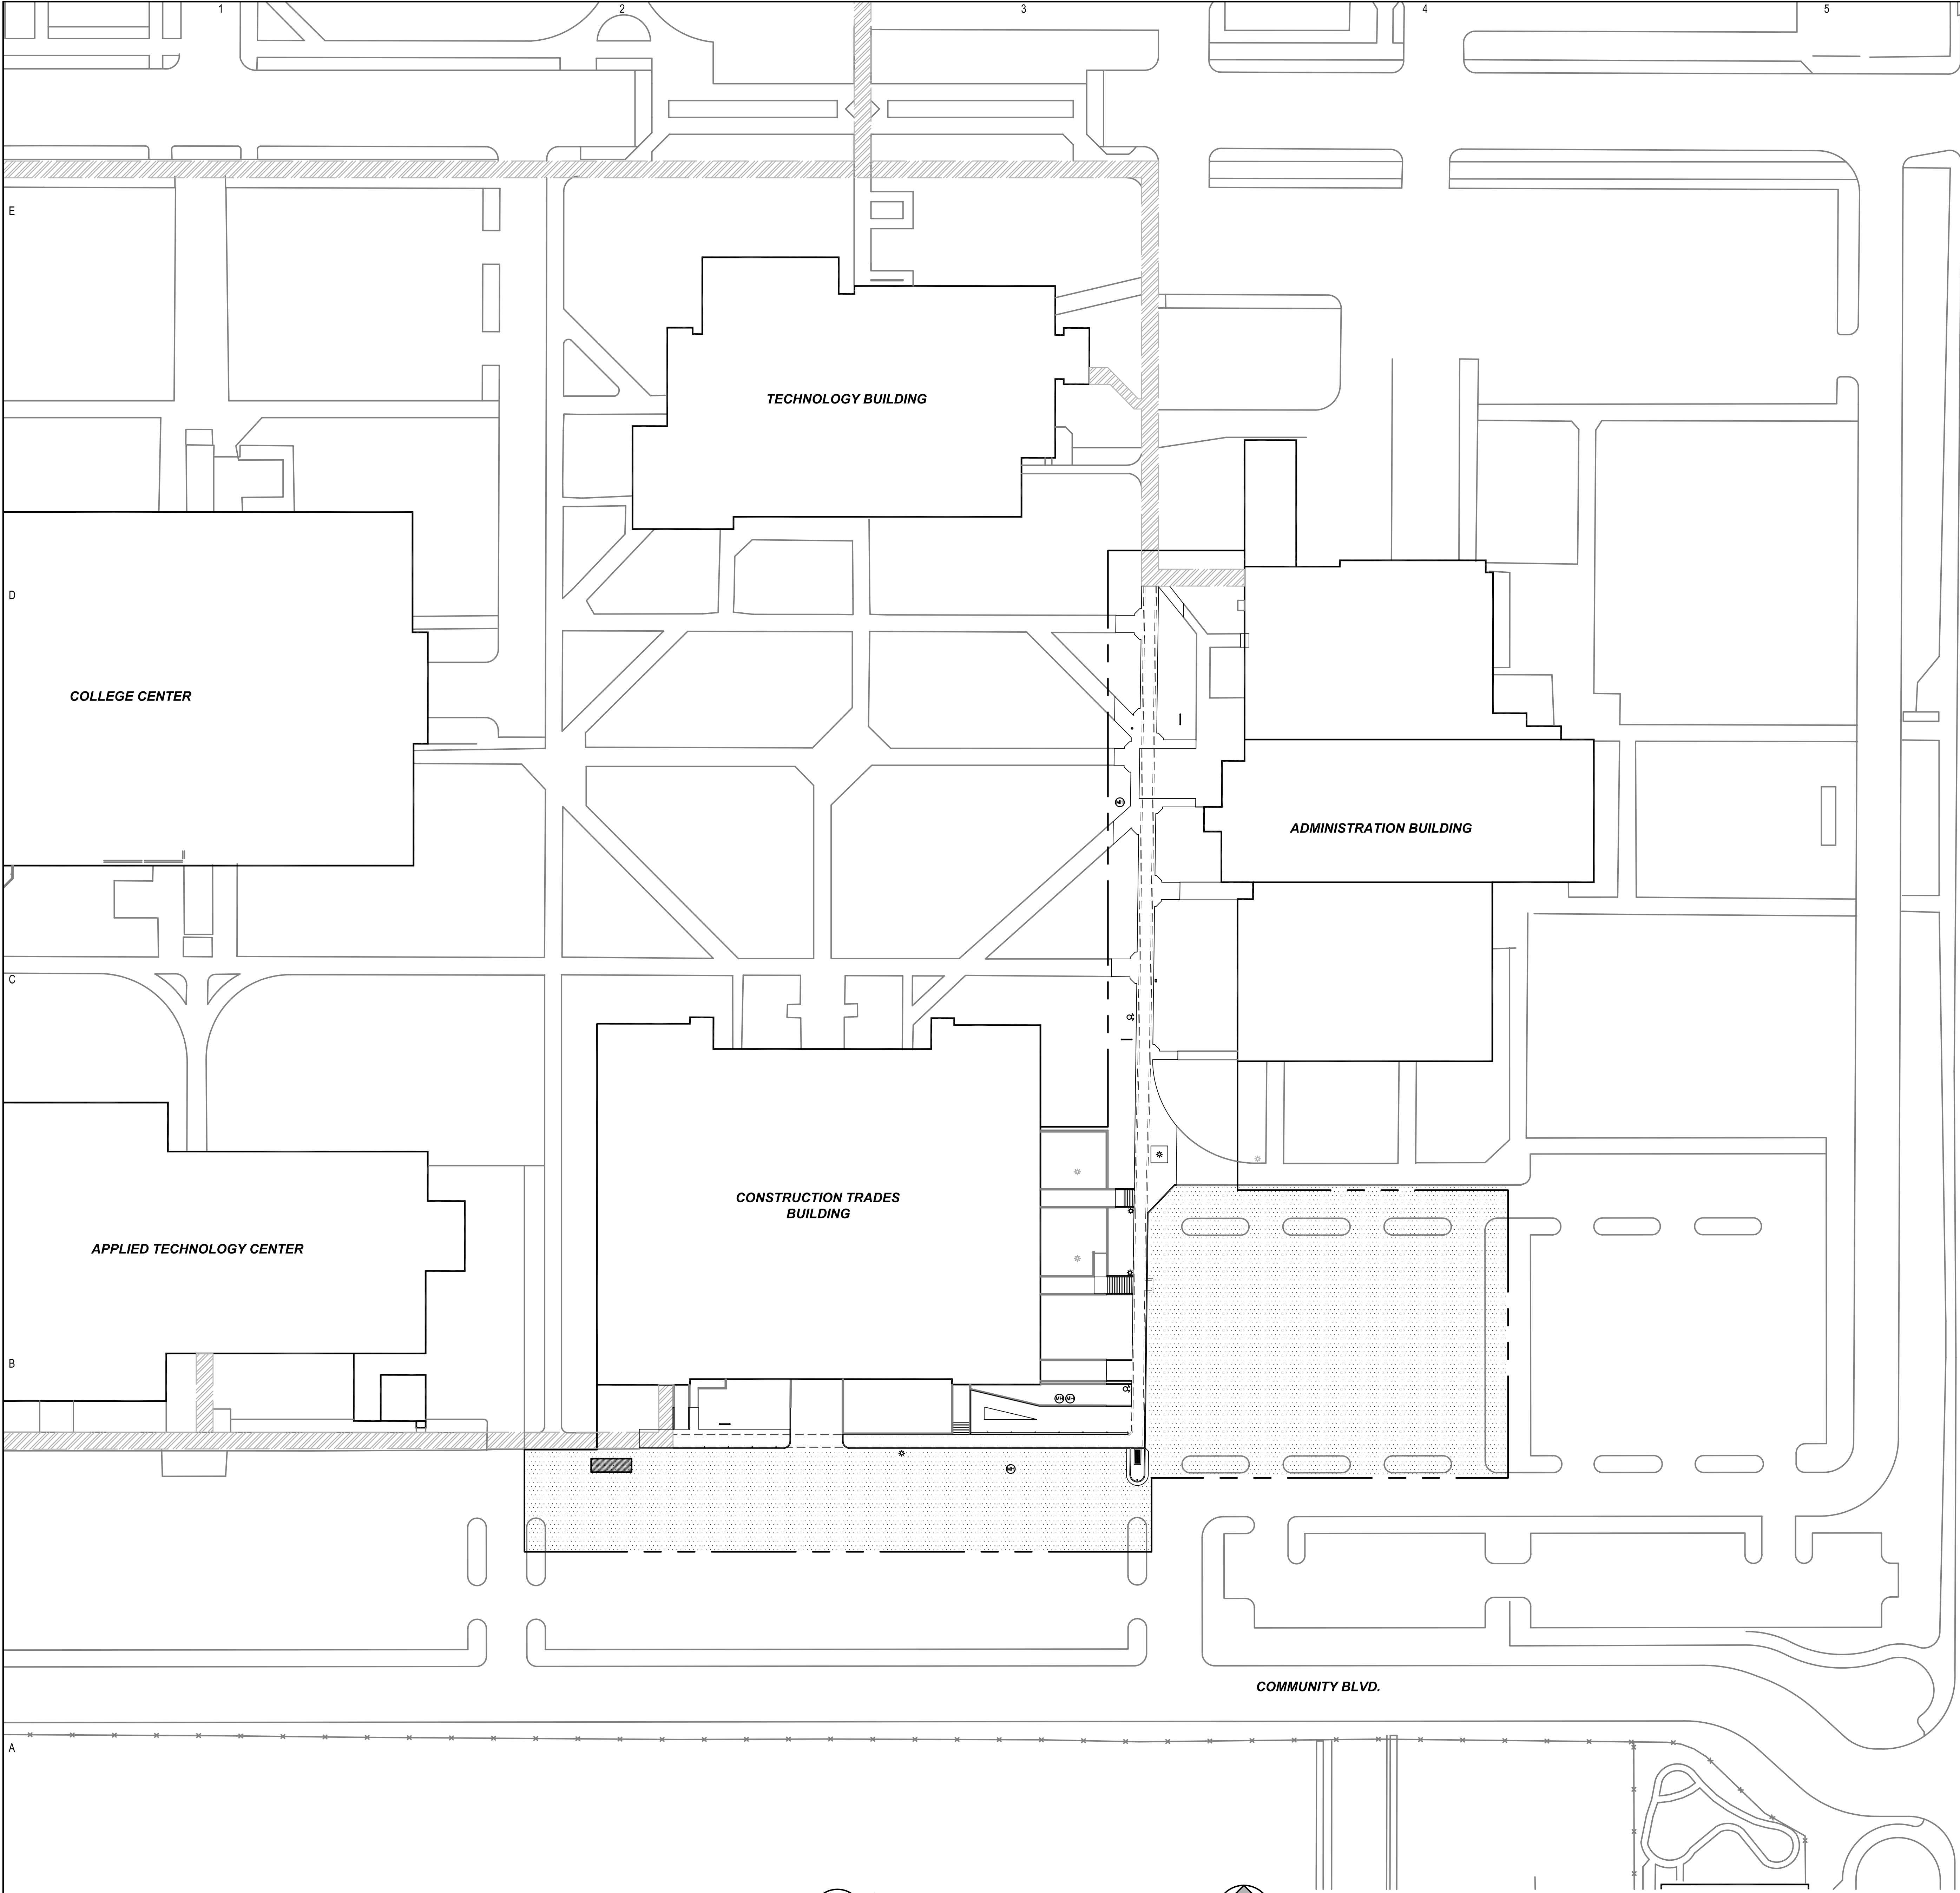 1 2 3 4 5
E
TECHNOLOGY BUILDING
D
COLLEGE CENTER
ADMINISTRATION BUILDING
C
CONSTRUCTION TRADES
BUILDING
APPLIED TECHNOLOGY CENTER
B
COMMUNITY BLVD.
A